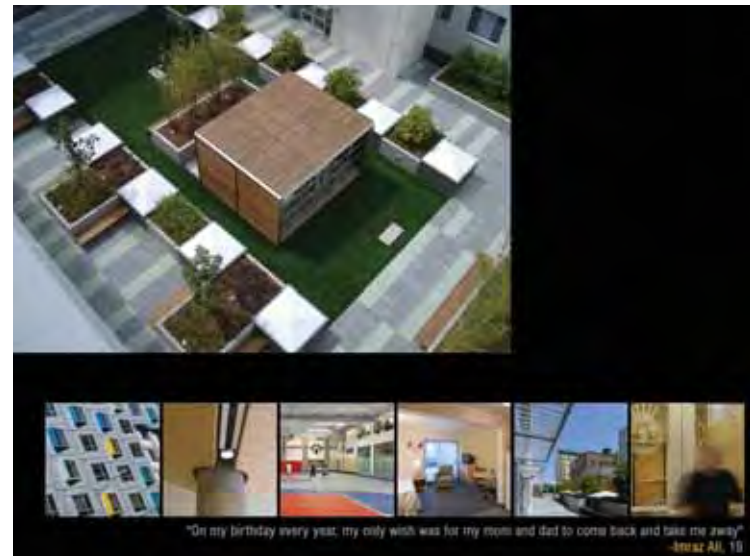 "On my birthday every year, my only wish was for my mom and dad to come back and take me away"
-Imraz Ali, 19